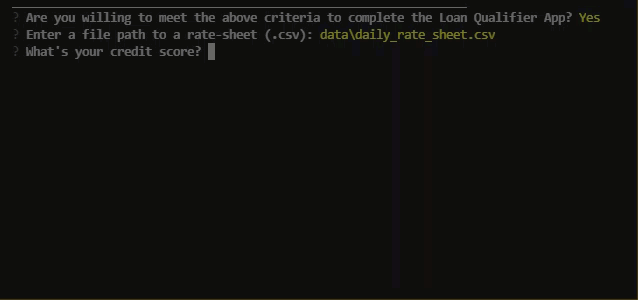 ? Are you willing to meet the above criteria to complete the Loan Qualifier App? Yes
? Enter a file path to a rate-sheet (.csv): data\daily_rate_sheet.csv
? What's your credit score?